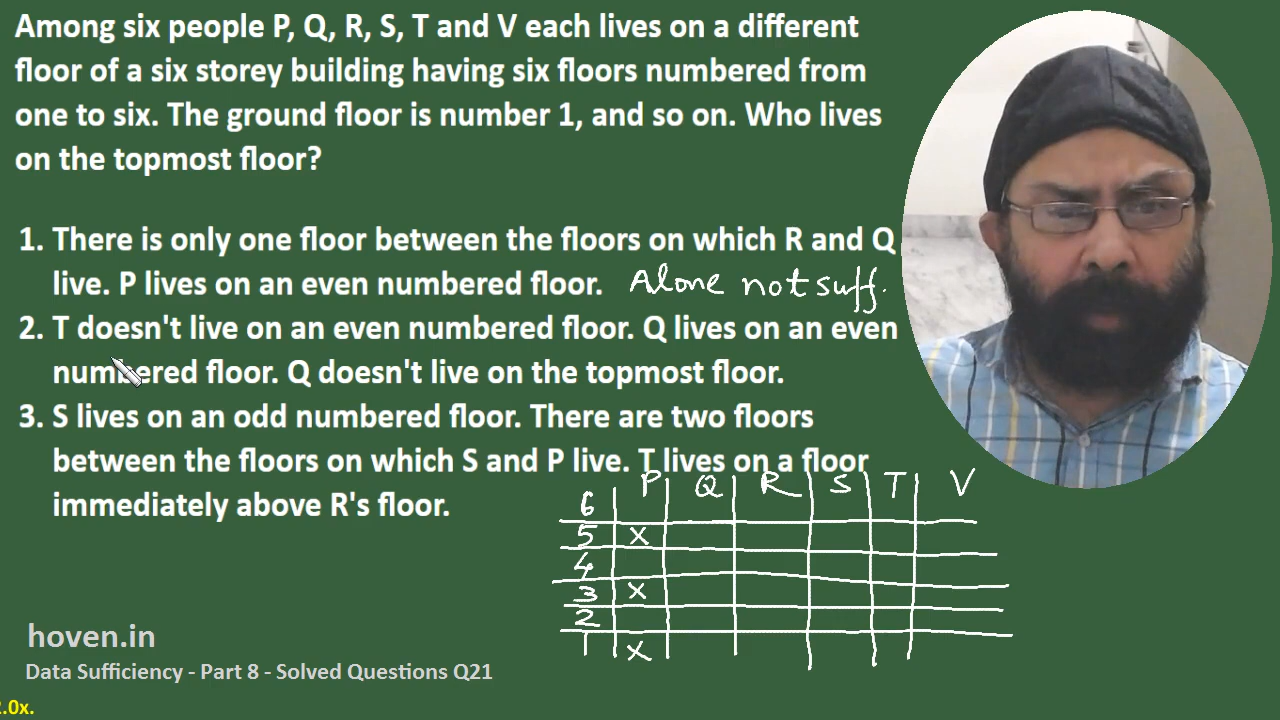 Among six people P, Q, R, S, T and V each lives on a different
floor of a six storey building having six floors numbered from
one to six. The ground floor is number 1, and so on. Who lives
on the topmost floor?
1. There is only one floor between the floors on which R and Q
live. P lives on an even numbered floor. Alone not suff.
2. T doesn't live on an even numbered floor. Q lives on an even
numbered floor. Q doesn't live on the topmost floor.
3. S lives on an odd numbered floor. There are two floors
between the floors on which S and P live. T lives on a floor
immediately above R's floor.
P Q R S T V
6
5 X
4
3 X
2
1 X
hoven.in
Data Sufficiency - Part 8 - Solved Questions Q21
2.0x.